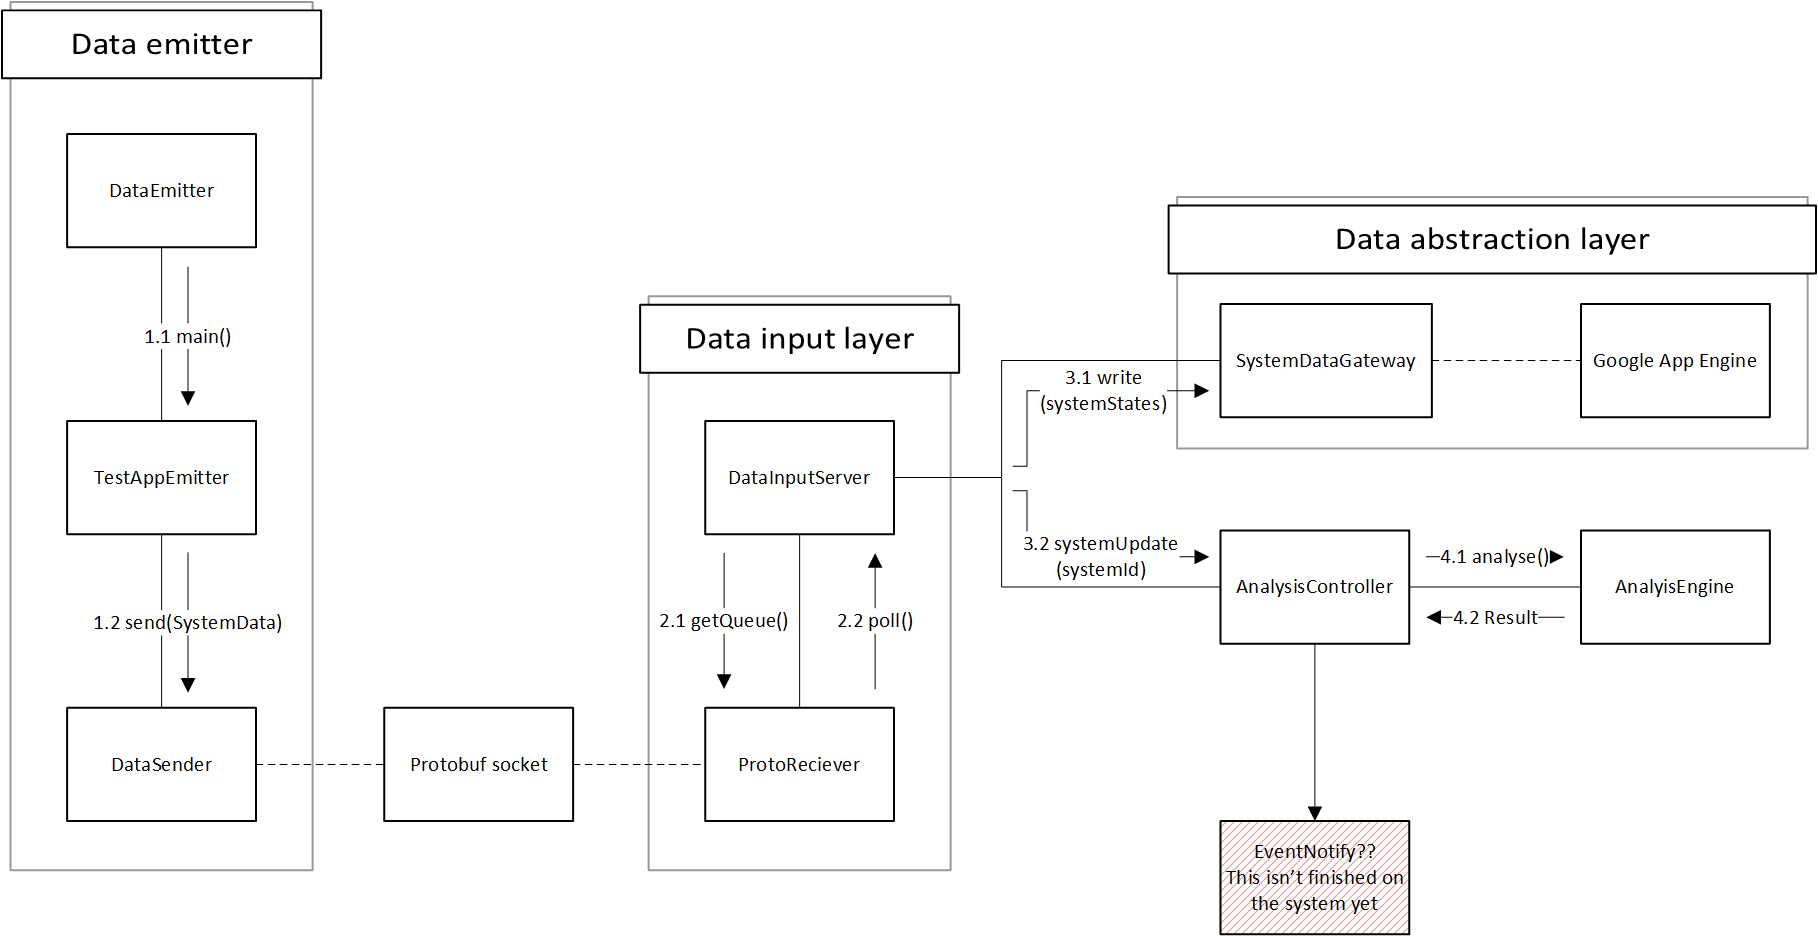 Data emitter
DataEmitter
1.1 main()
TestAppEmitter
1.2 send(SystemData)
DataSender
Protobuf socket
Data input layer
DataInputServer
2.1 getQueue()
2.2 poll()
ProtoReciever
Data abstraction layer
SystemDataGateway
Google App Engine
3.1 write
(systemStates)
3.2 systemUpdate
(systemId)
AnalysisController
4.1 analyse()
4.2 Result
AnalyisEngine
EventNotify??
This isn’t finished on
the system yet